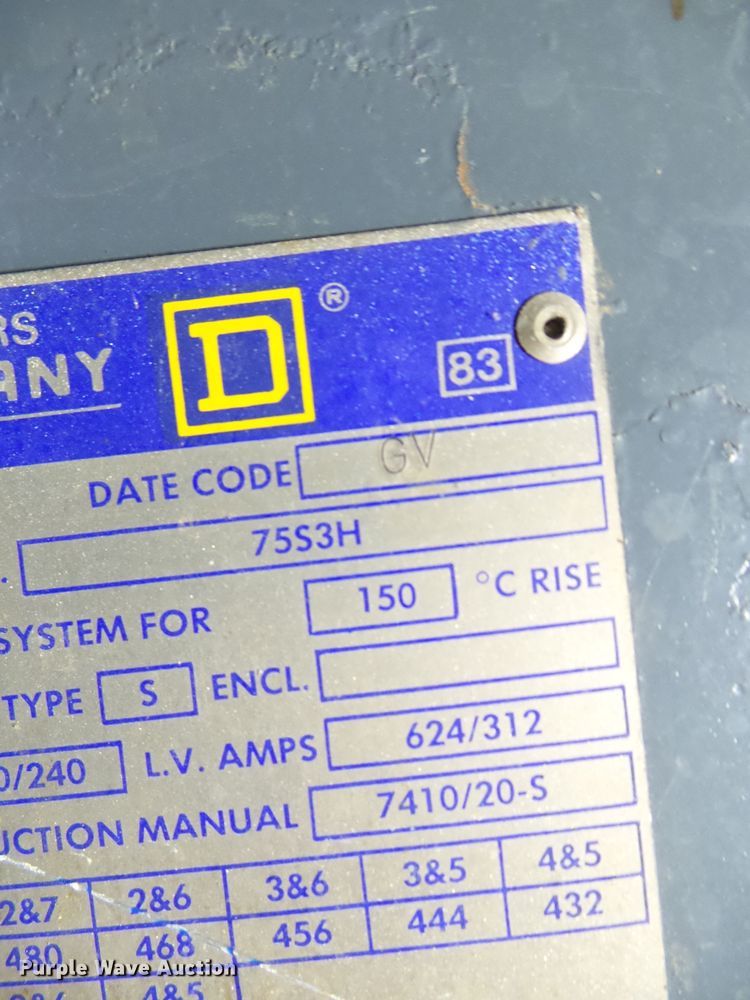 RS
ANY D ®
83
DATE CODE GV
75S3H
SYSTEM FOR 150 °C RISE
TYPE S ENCL.
0/240 L.V. AMPS 624/312
UCTION MANUAL 7410/20-S
2&7 2&6 3&6 3&5 4&5
480 468 456 444 432
4&5
Purple Wave Auction